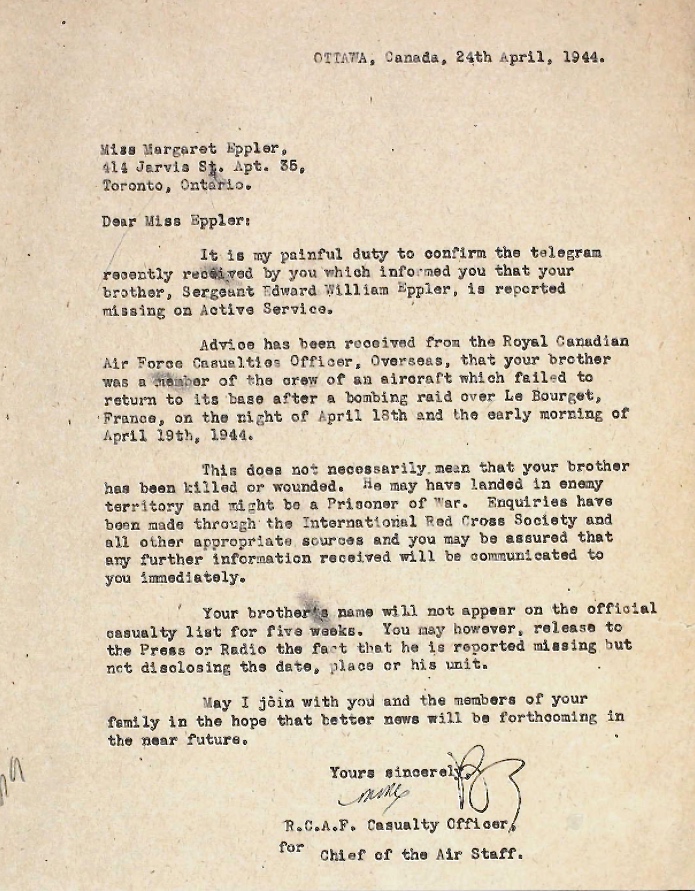 OTTAWA, Canada, 24th April, 1944.
Miss Margaret Eppler,
414 Jarvis St. Apt. 35,
Toronto, Ontario.
Dear Miss Eppler:
It is my painful duty to confirm the telegram
recently received by you which informed you that your
brother, Sergeant Edward William Eppler, is reported
missing on Active Service.
Advice has been received from the Royal Canadian
Air Force Casualties Officer, Overseas, that your brother
was a member of the crew of an aircraft which failed to
return to its base after a bombing raid over Le Bourget,
France, on the night of April 18th and the early morning of
April 19th, 1944.
This does not necessarily mean that your brother
has been killed or wounded. He may have landed in enemy
territory and might be a Prisoner of War. Enquiries have
been made through the International Red Cross Society and
all other appropriate sources and you may be assured that
any further information received will be communicated to
you immediately.
Your brother's name will not appear on the official
casualty list for five weeks. You may however, release to
the Press or Radio the fact that he is reported missing but
not disclosing the date, place or his unit.
May I join with you and the members of your
family in the hope that better news will be forthcoming in
the near future.
Yours sincerely,
R.C.A.F. Casualty Officer,
for Chief of the Air Staff.